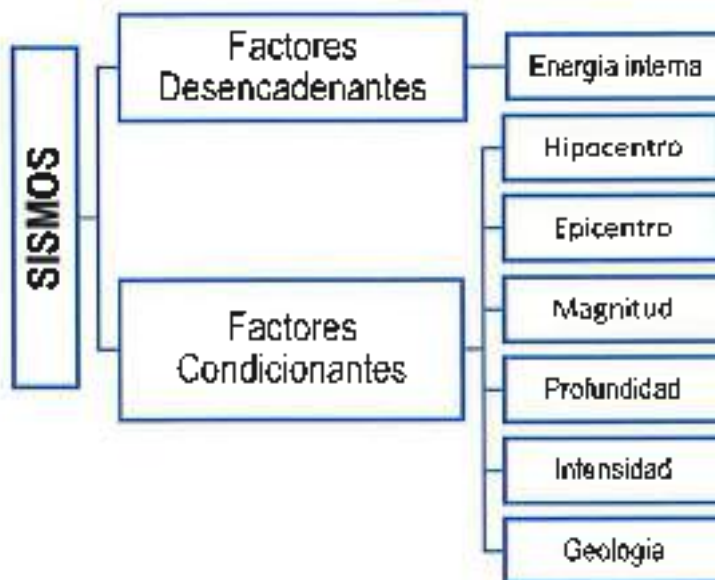 SISMOS
Factores
Desencadenantes
Energia interna
Factores
Condicionantes
Hipocentro
Epicentro
Magnitud
Profundidad
Intensidad
Geologia